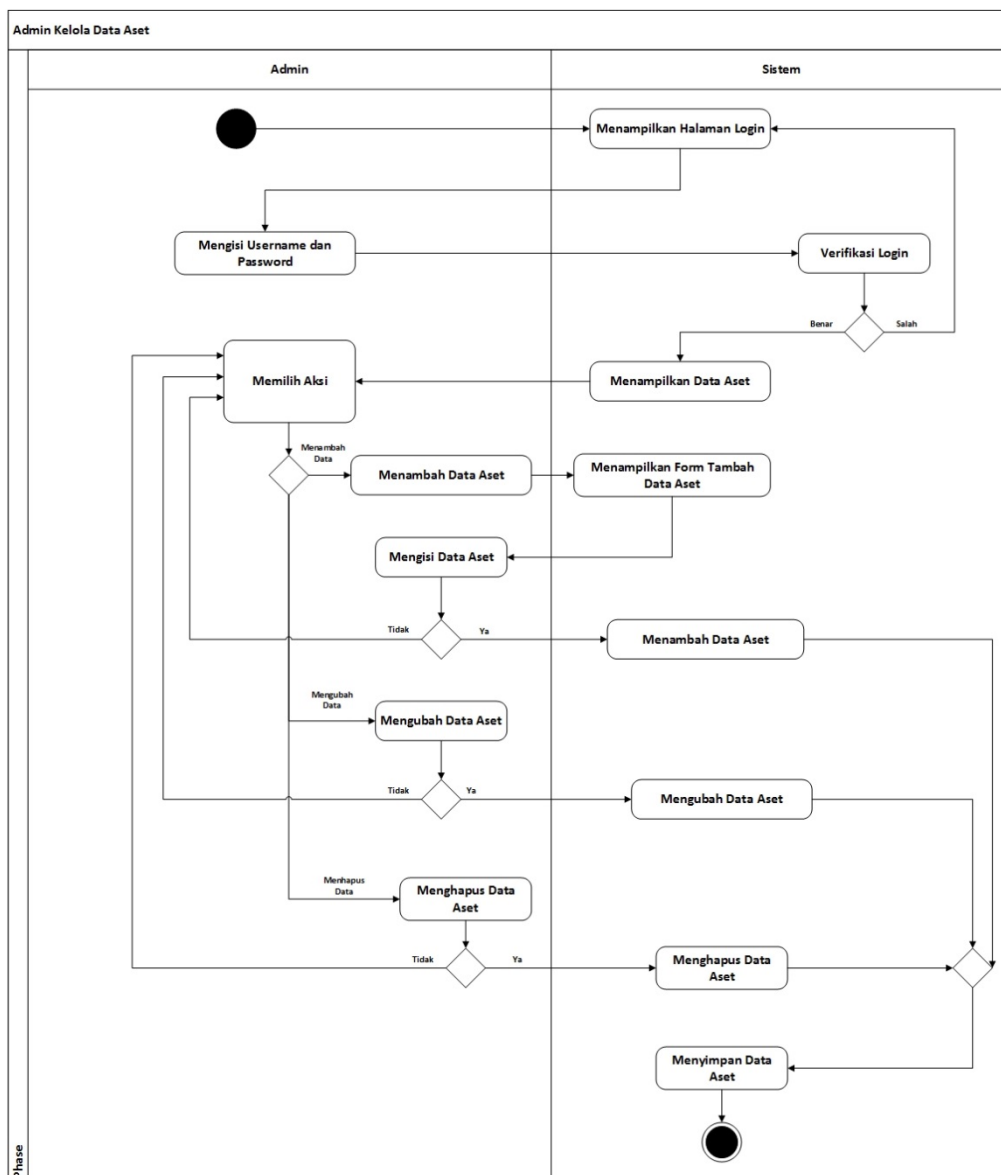 Admin Kelola Data Aset
Admin
Sistem
Menampilkan Halaman Login
Mengisi Username dan
Password
Verifikasi Login
Benar
Salah
Memilih Aksi
Menampilkan Data Aset
Menambah
Data
Menambah Data Aset
Menampilkan Form Tambah
Data Aset
Mengisi Data Aset
Tidak
Ya
Menambah Data Aset
Mengubah
Data
Mengubah Data Aset
Tidak
Ya
Mengubah Data Aset
Menhapus
Data
Menghapus Data
Aset
Tidak
Ya
Menghapus Data
Aset
Menyimpan Data
Aset
Phase